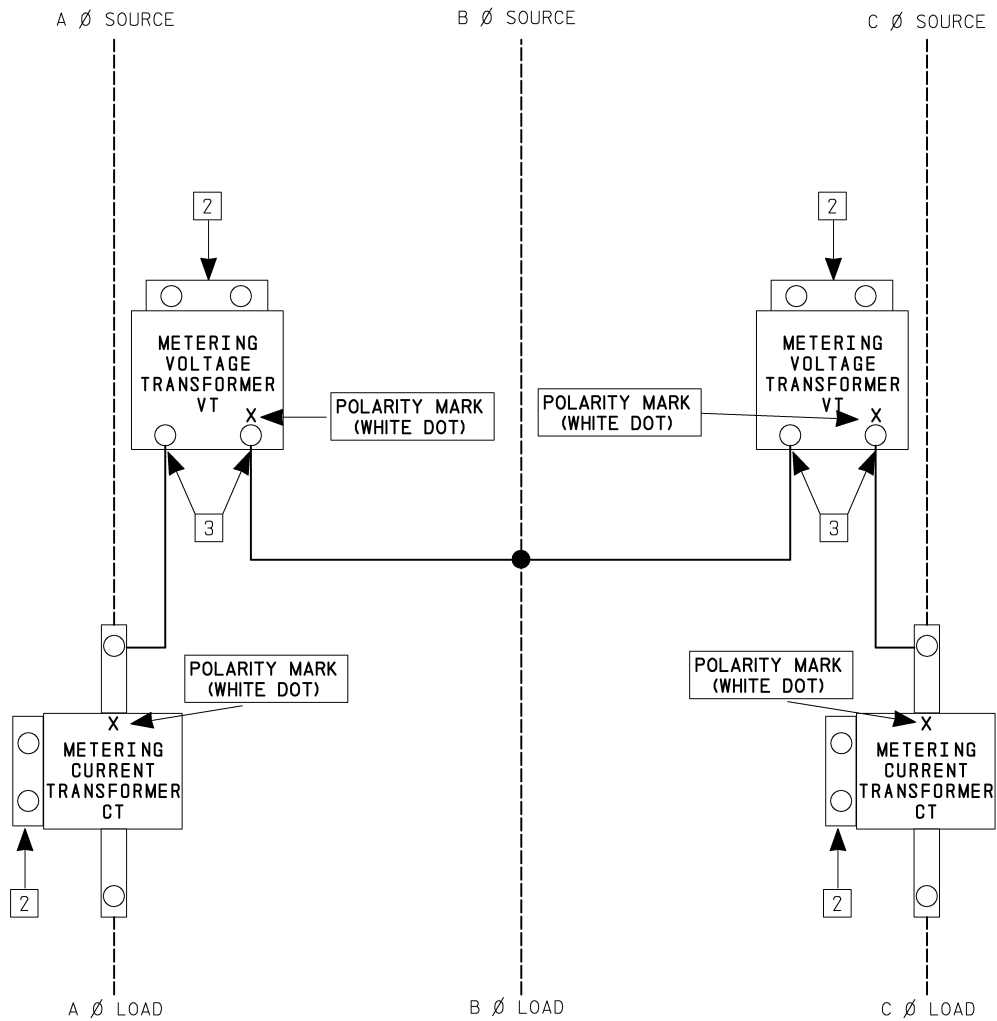 A Ø SOURCE
B Ø SOURCE
C Ø SOURCE
2
2
METERING
VOLTAGE
TRANSFORMER
VT
X
POLARITY MARK
(WHITE DOT)
POLARITY MARK
(WHITE DOT)
METERING
VOLTAGE
TRANSFORMER
VT
X
3
3
POLARITY MARK
(WHITE DOT)
POLARITY MARK
(WHITE DOT)
X
METERING
CURRENT
TRANSFORMER
CT
X
METERING
CURRENT
TRANSFORMER
CT
2
2
A Ø LOAD
B Ø LOAD
C Ø LOAD